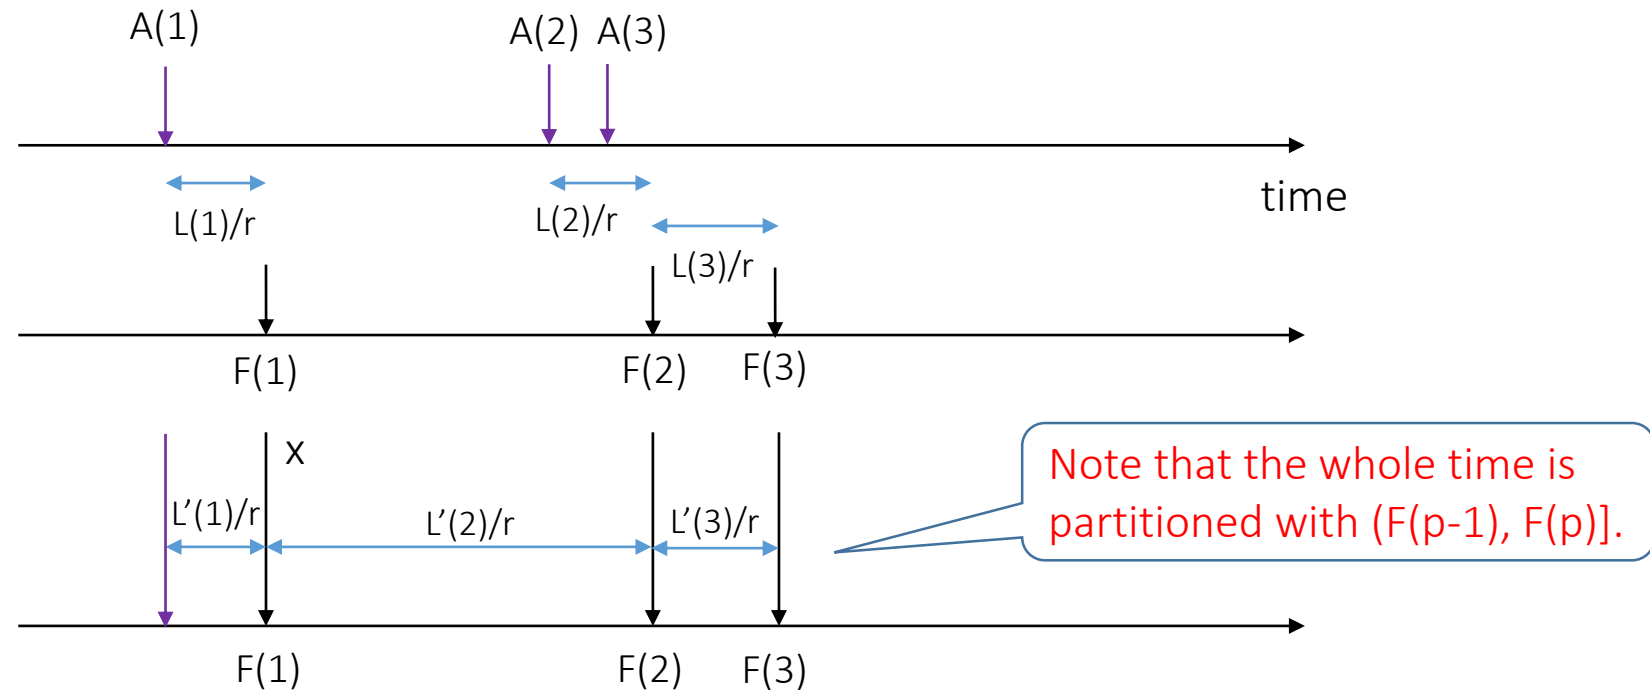 A(1)
A(2) A(3)
time
L(1)/r
L(2)/r
L(3)/r
F(1)
F(2)
F(3)
x
L’(1)/r
L’(2)/r
L’(3)/r
Note that the whole time is
partitioned with (F(p-1), F(p)].
F(1)
F(2)
F(3)